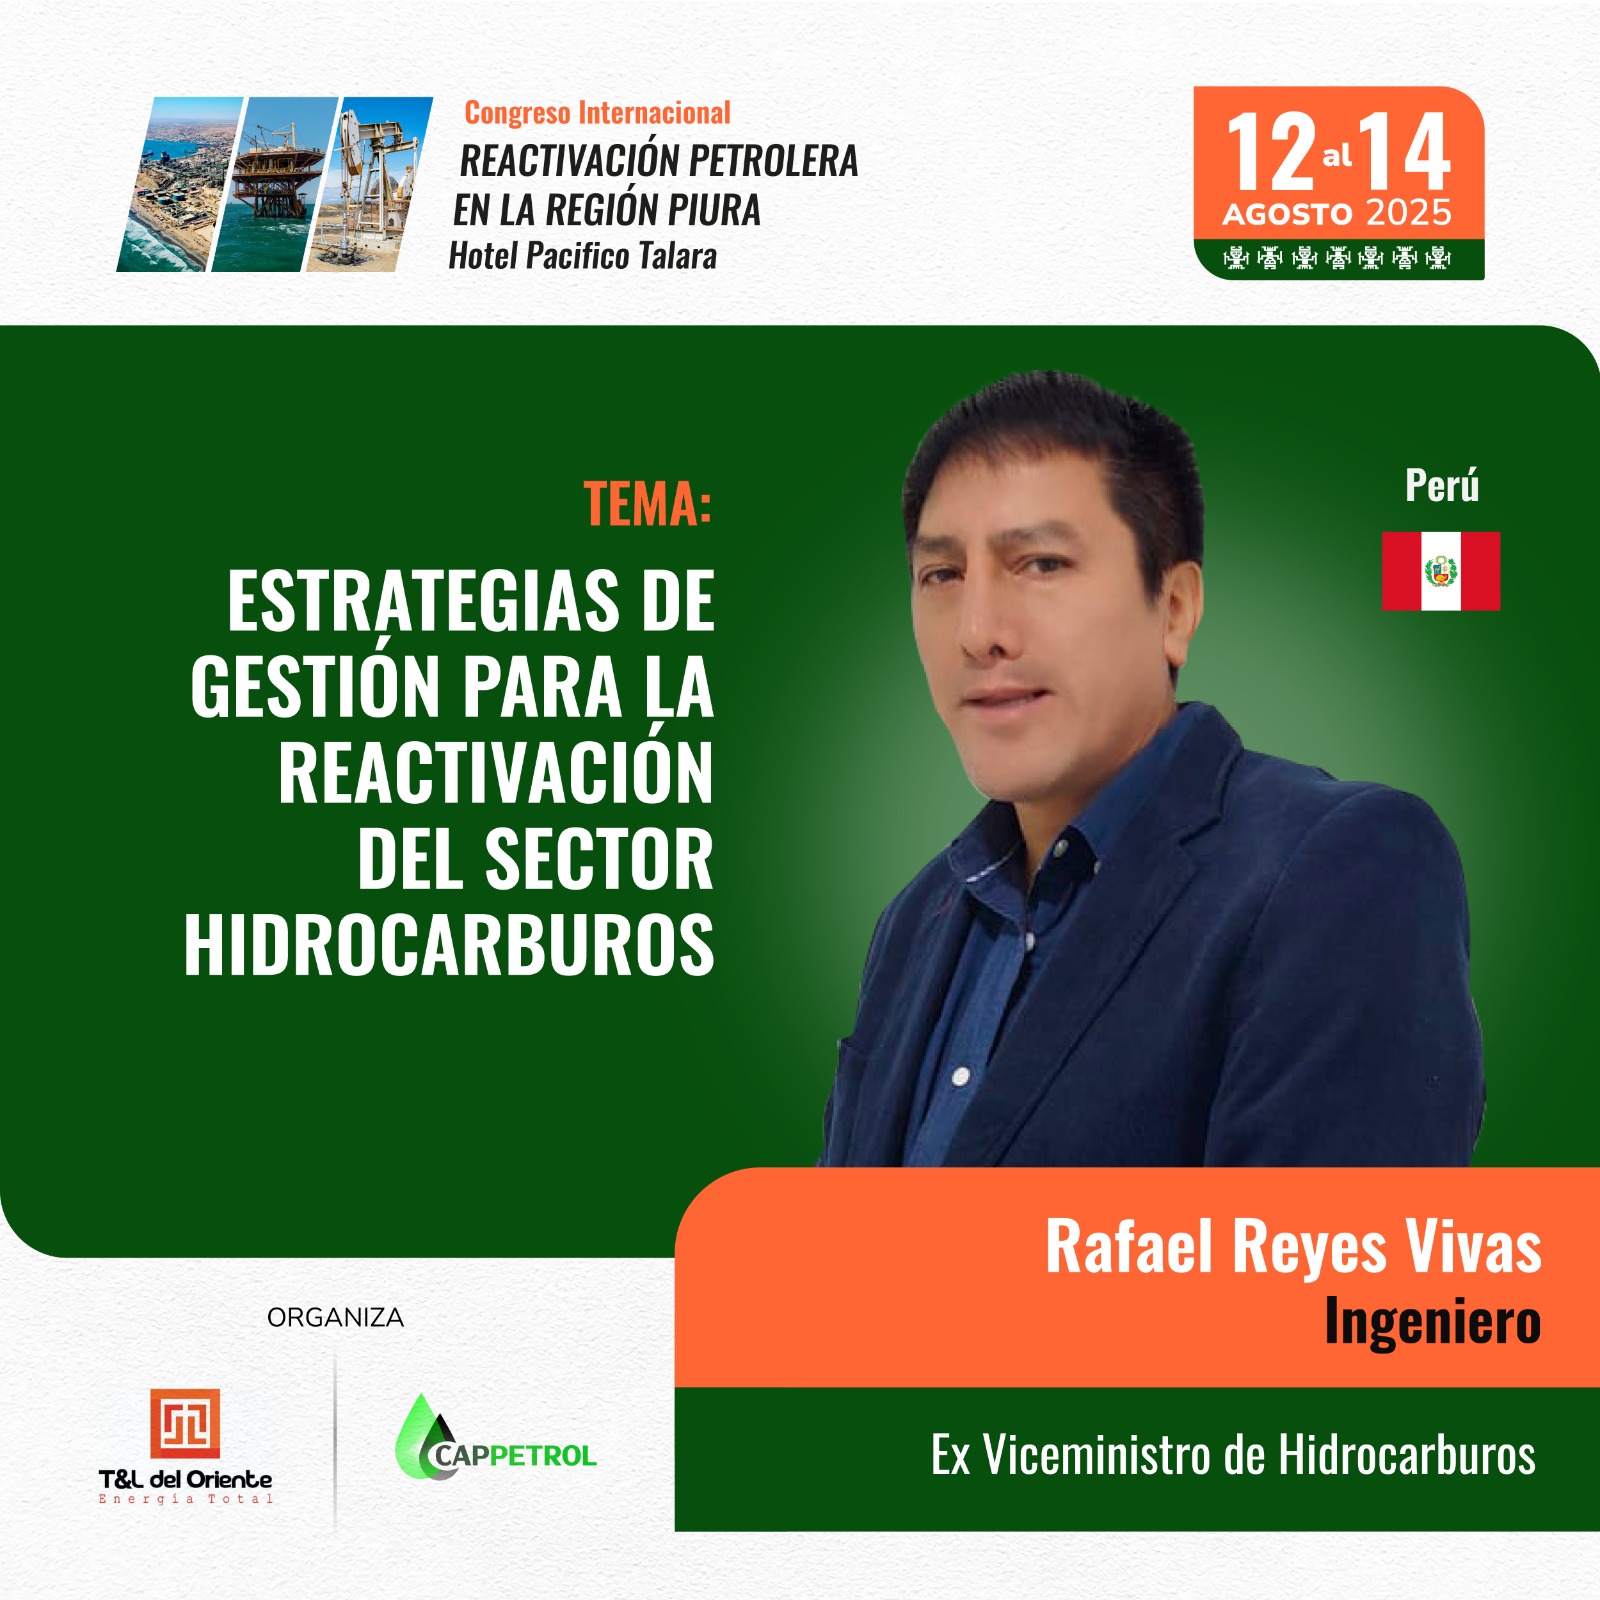 Congreso Internacional
REACTIVACIÓN PETROLERA
EN LA REGIÓN PIURA
Hotel Pacifico Talara
12 al 14
AGOSTO 2025
TEMA:
ESTRATEGIAS DE
GESTIÓN PARA LA
REACTIVACIÓN
DEL SECTOR
HIDROCARBUROS
Perú
Rafael Reyes Vivas
Ingeniero
Ex Viceministro de Hidrocarburos
ORGANIZA
T&L del Oriente
Energía Total
CAPPETROL